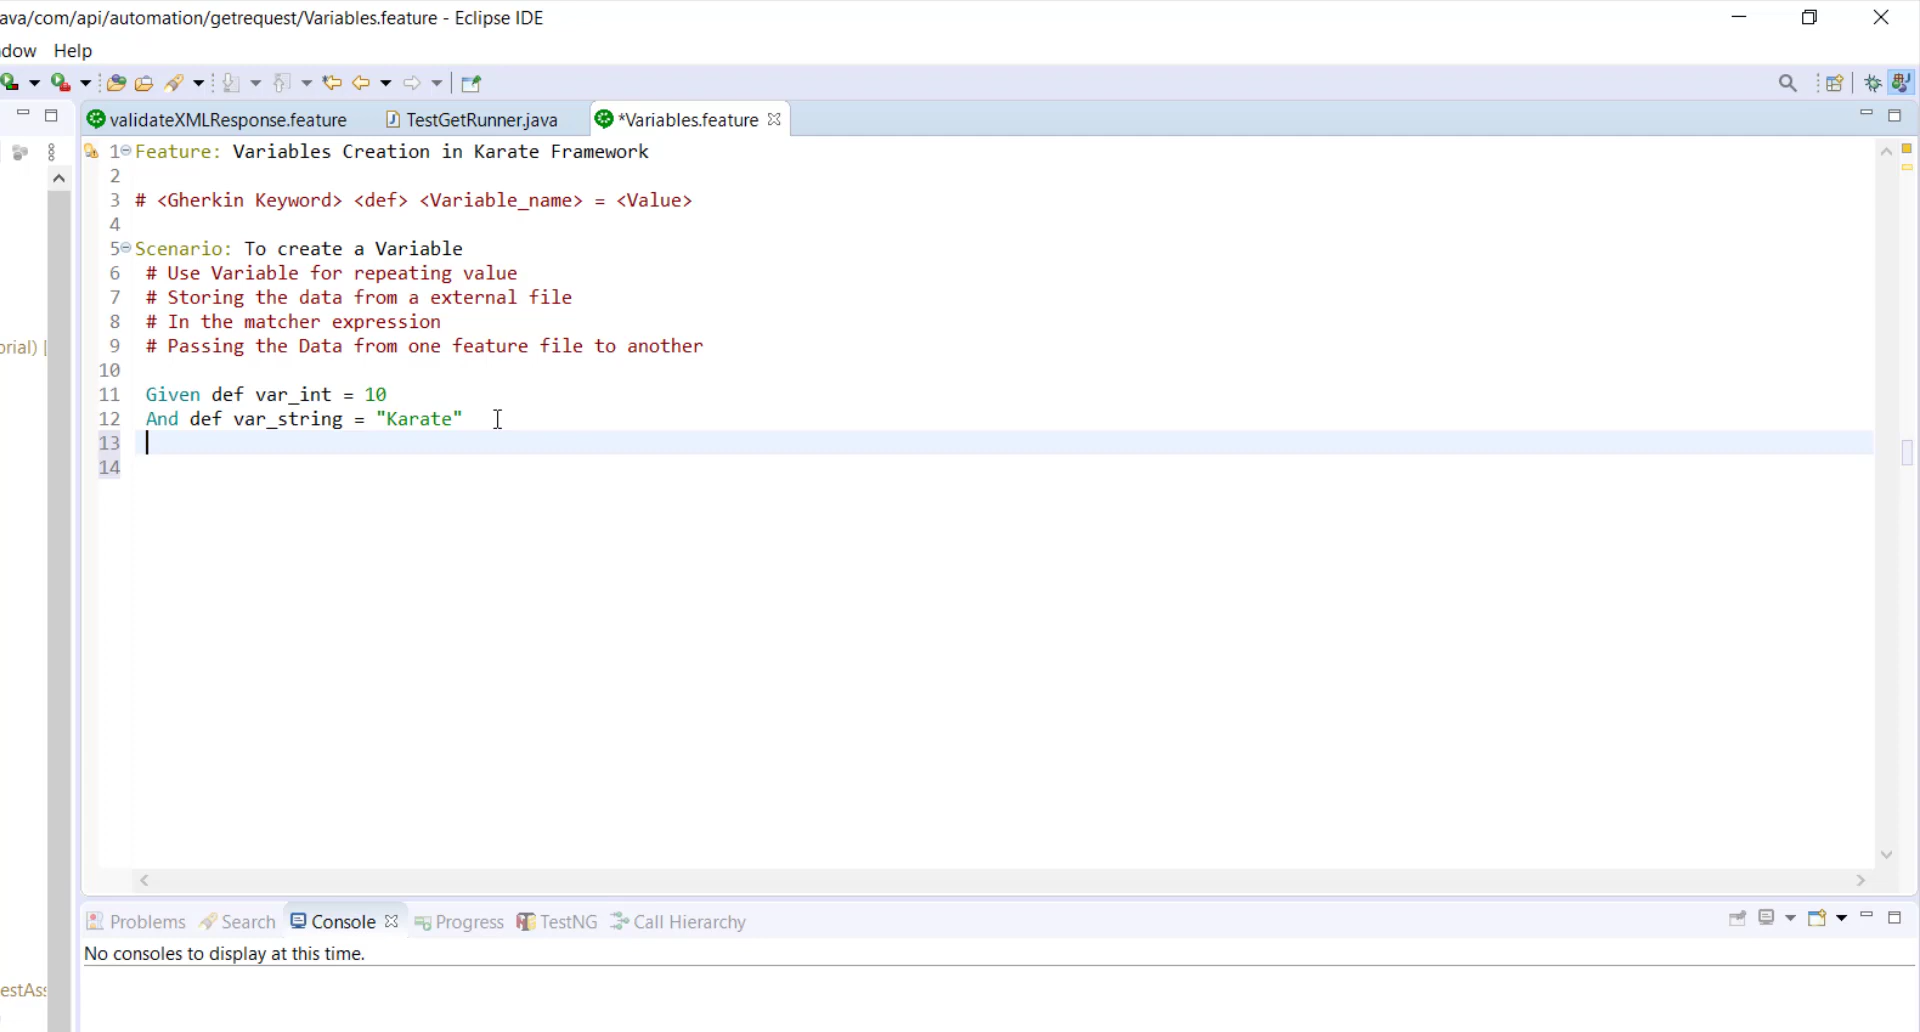 ava/com/api/automation/getrequest/Variables.feature - Eclipse IDE
dow Help
validateXMLResponse.feature TestGetRunner.java *Variables.feature
1 Feature: Variables Creation in Karate Framework
2
3 # <Gherkin Keyword> <def> <Variable_name> = <Value>
4
5 Scenario: To create a Variable
6 # Use Variable for repeating value
7 # Storing the data from a external file
8 # In the matcher expression
9 # Passing the Data from one feature file to another
orial) [
10
11 Given def var_int = 10
12 And def var_string = "Karate"
13
14
Problems Search Console Progress TestNG Call Hierarchy
No consoles to display at this time.
estAss